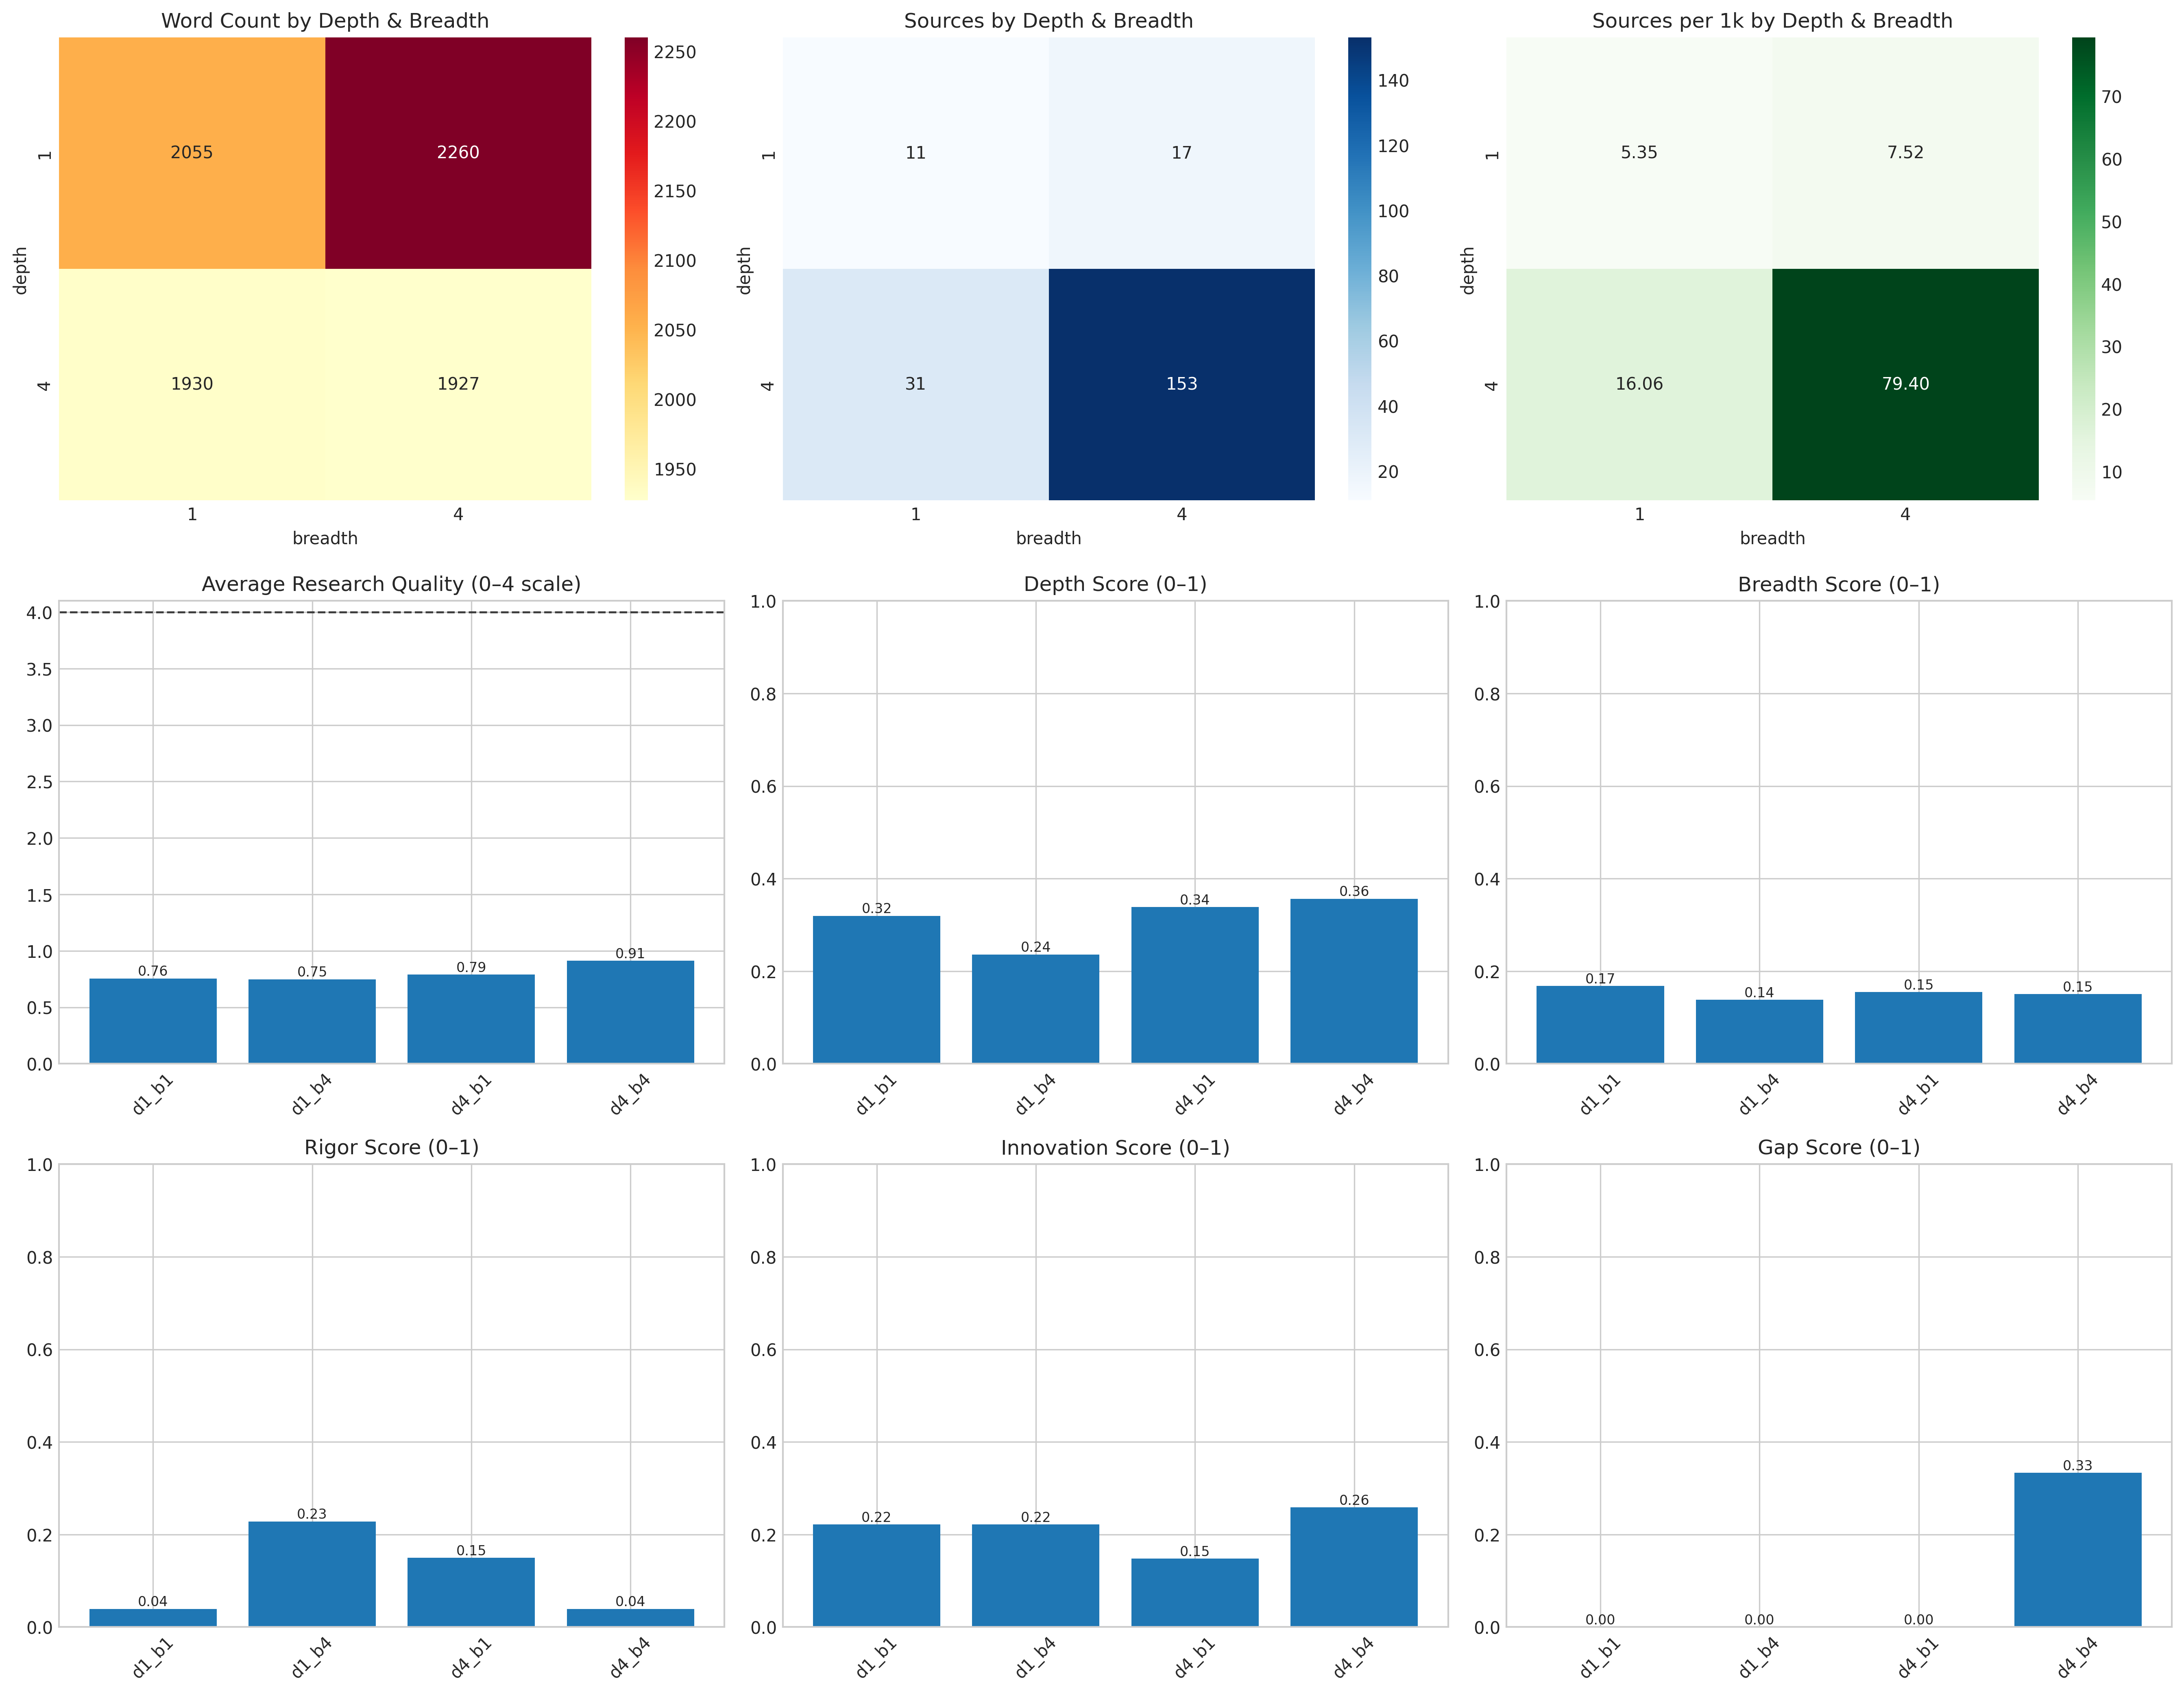 Word Count by Depth & Breadth
2055 2260
1930 1927
1
4
depth
1 4
breadth
2250
2200
2150
2100
2050
2000
1950
Sources by Depth & Breadth
11 17
31 153
1
4
depth
1 4
breadth
140
120
100
80
60
40
20
Sources per 1k by Depth & Breadth
5.35 7.52
16.06 79.40
1
4
depth
1 4
breadth
70
60
50
40
30
20
10
Average Research Quality (0–4 scale)
4.0
3.5
3.0
2.5
2.0
1.5
1.0
0.5
0.0
0.76 0.75 0.79 0.91
d1_b1 d1_b4 d4_b1 d4_b4
Depth Score (0–1)
1.0
0.8
0.6
0.4
0.2
0.0
0.32 0.24 0.34 0.36
d1_b1 d1_b4 d4_b1 d4_b4
Breadth Score (0–1)
1.0
0.8
0.6
0.4
0.2
0.0
0.17 0.14 0.15 0.15
d1_b1 d1_b4 d4_b1 d4_b4
Rigor Score (0–1)
1.0
0.8
0.6
0.4
0.2
0.0
0.04 0.23 0.15 0.04
d1_b1 d1_b4 d4_b1 d4_b4
Innovation Score (0–1)
1.0
0.8
0.6
0.4
0.2
0.0
0.22 0.22 0.15 0.26
d1_b1 d1_b4 d4_b1 d4_b4
Gap Score (0–1)
1.0
0.8
0.6
0.4
0.2
0.0
0.00 0.00 0.00 0.33
d1_b1 d1_b4 d4_b1 d4_b4